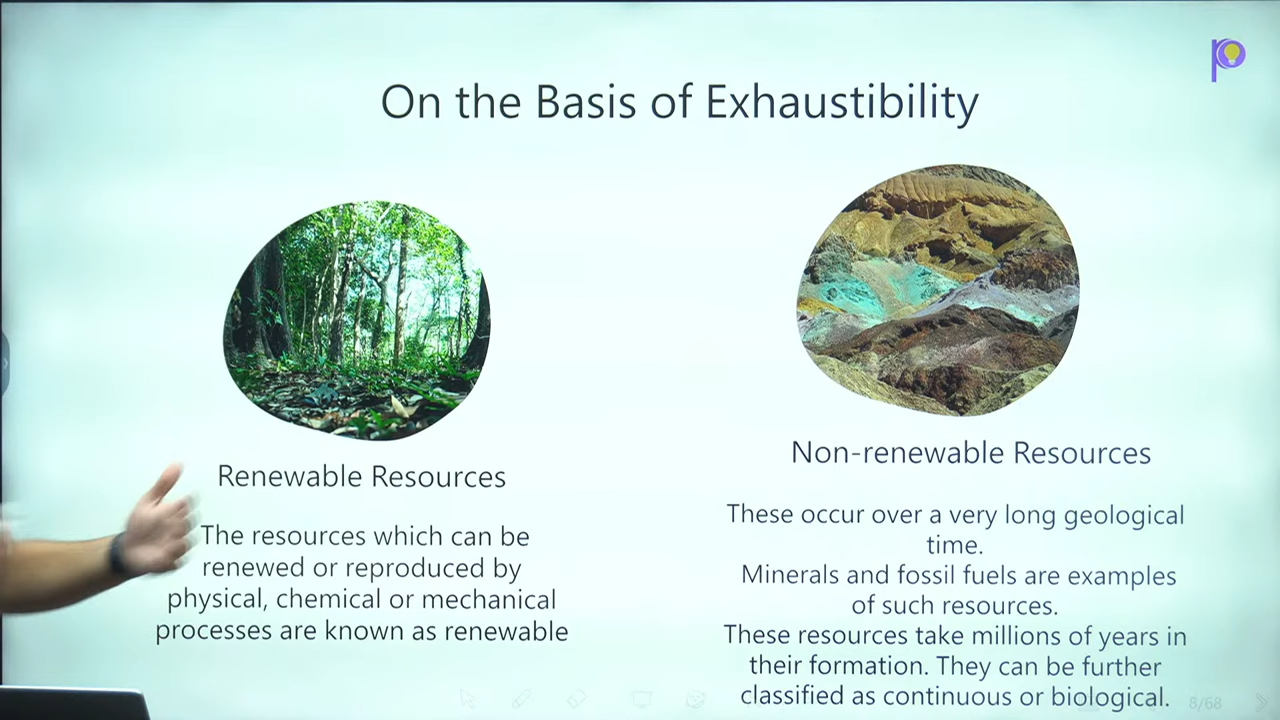 On the Basis of Exhaustibility
Renewable Resources
The resources which can be
renewed or reproduced by
physical, chemical or mechanical
processes are known as renewable
Non-renewable Resources
These occur over a very long geological
time.
Minerals and fossil fuels are examples
of such resources.
These resources take millions of years in
their formation. They can be further
classified as continuous or biological.
8/68